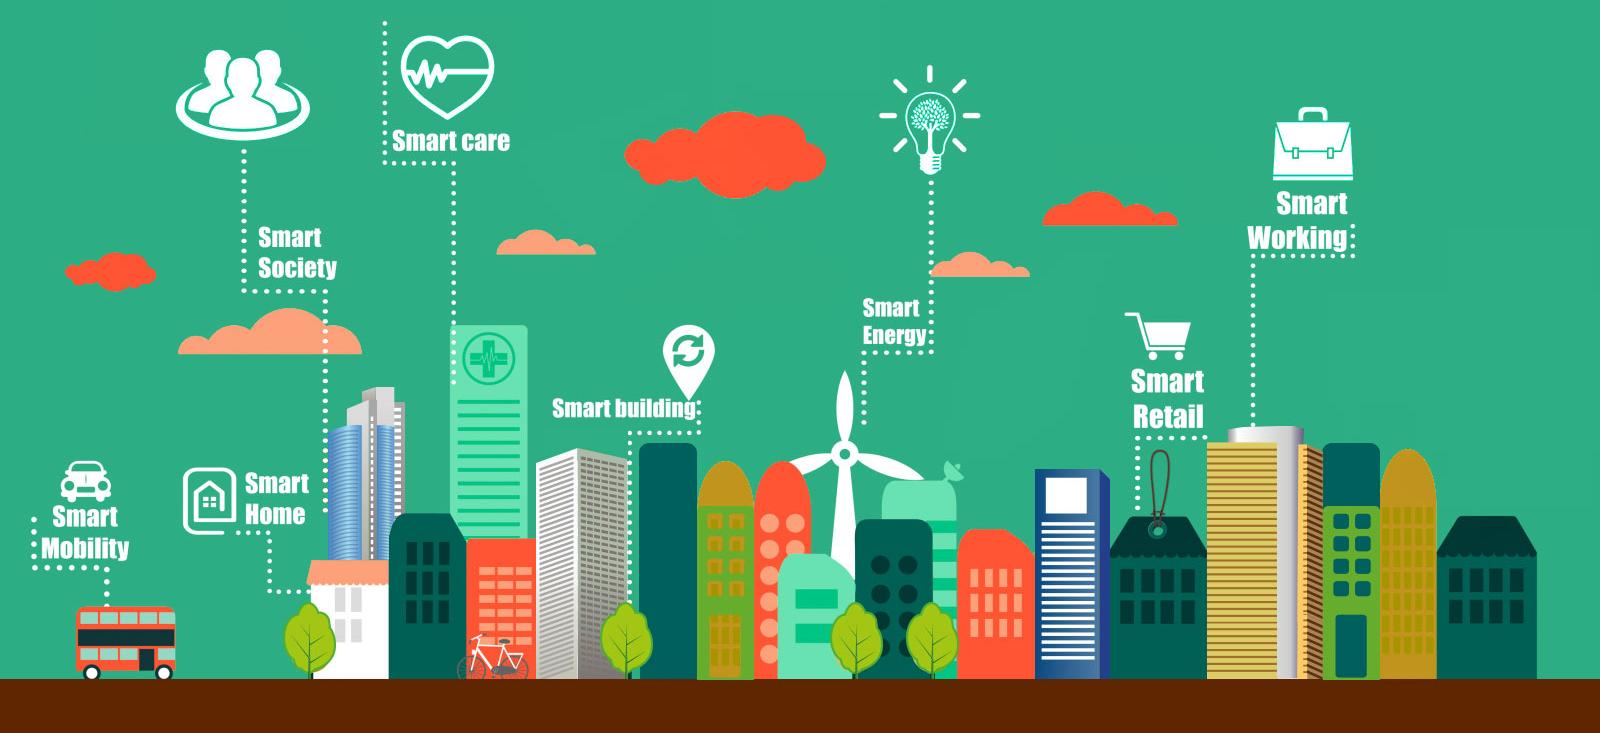 Smart care
Smart
Society
Smart
Working
Smart
Energy
Smart
Retail
Smart building
Smart
Home
Smart
Mobility